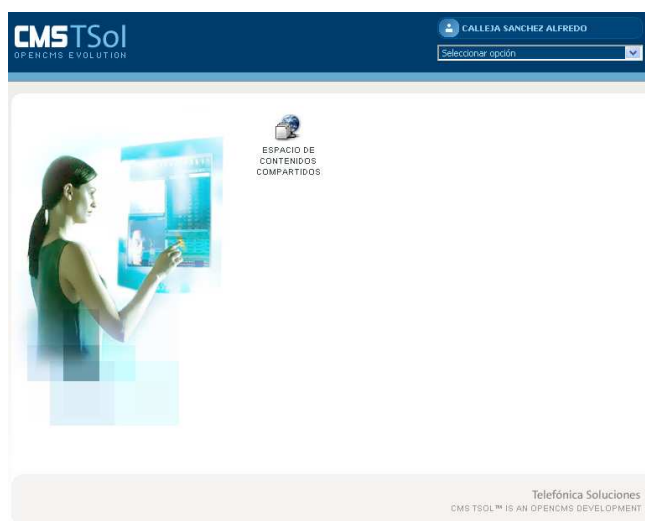 CMSTSol
OPENCMS EVOLUTION
CALLEJA SANCHEZ ALFREDO
Seleccionar opción
ESPACIO DE
CONTENIDOS
COMPARTIDOS
Telefónica Soluciones
CMS TSOL™ IS AN OPENCMS DEVELOPMENT